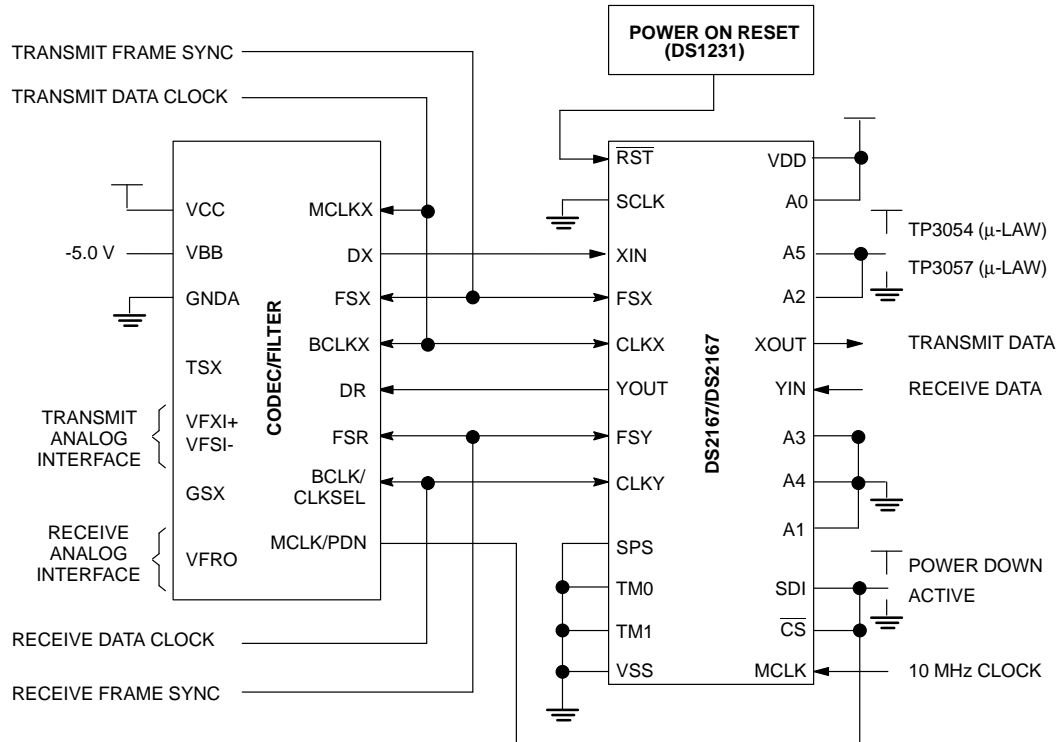 POWER ON RESET
(DS1231)
TRANSMIT FRAME SYNC
TRANSMIT DATA CLOCK
CODEC/FILTER
VCC
-5.0 V
VBB
GNDA
TSX
TRANSMIT
ANALOG
INTERFACE
VFXI+
VFSI-
GSX
RECEIVE
ANALOG
INTERFACE
VFRO
MCLKX
DX
FSX
BCLKX
DR
FSR
BCLK/
CLKSEL
MCLK/PDN
RECEIVE DATA CLOCK
RECEIVE FRAME SYNC
DS2167/DS2167
RST
SCLK
XIN
FSX
CLKX
YOUT
FSY
CLKY
SPS
TM0
TM1
VSS
VDD
A0
A5
A2
XOUT
YIN
A3
A4
A1
SDI
CS
MCLK
TP3054 (μ-LAW)
TP3057 (μ-LAW)
TRANSMIT DATA
RECEIVE DATA
POWER DOWN
ACTIVE
10 MHz CLOCK